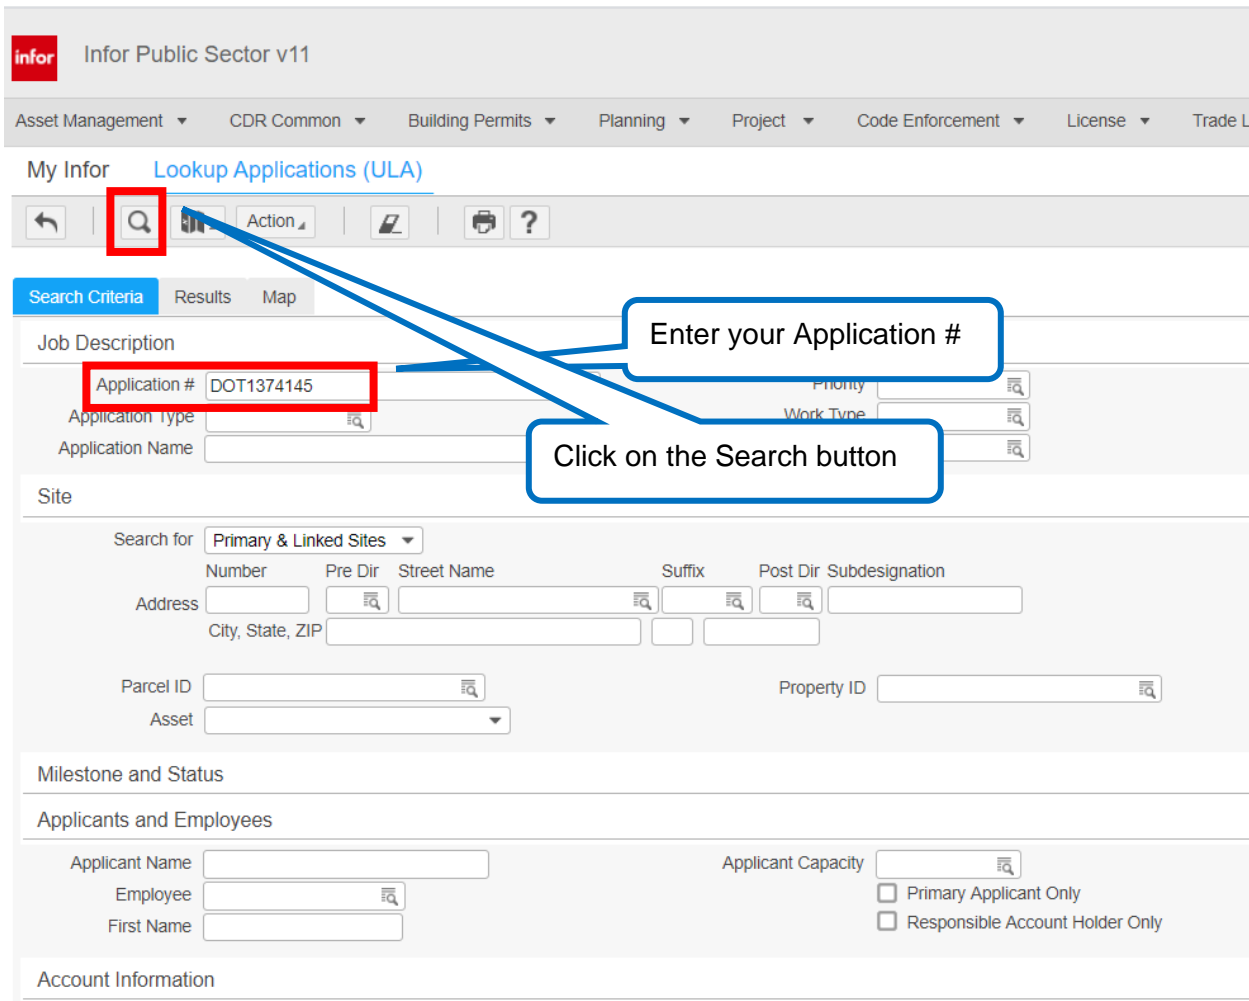 infor Infor Public Sector v11
Asset Management CDR Common Building Permits Planning Project Code Enforcement License Trade L
My Infor Lookup Applications (ULA)
Action ?
Search Criteria Results Map
Enter your Application #
Job Description
Application # DOT1374145 Priority
Application Type Work Type
Application Name
Click on the Search button
Site
Search for Primary & Linked Sites
Number Pre Dir Street Name Suffix Post Dir Subdesignation
Address
City, State, ZIP
Parcel ID Property ID
Asset
Milestone and Status
Applicants and Employees
Applicant Name Applicant Capacity
Employee Primary Applicant Only
First Name Responsible Account Holder Only
Account Information